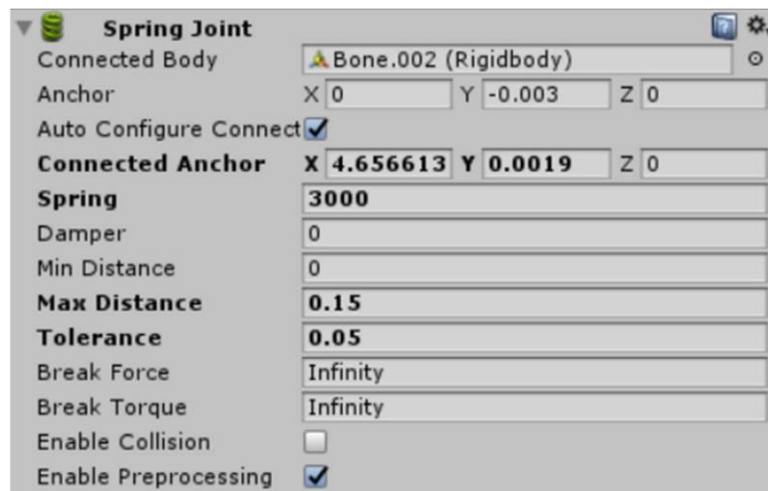 Spring Joint
Connected Body Bone.002 (Rigidbody)
Anchor X 0 Y -0.003 Z 0
Auto Configure Connect
Connected Anchor X 4.656613 Y 0.0019 Z 0
Spring 3000
Damper 0
Min Distance 0
Max Distance 0.15
Tolerance 0.05
Break Force Infinity
Break Torque Infinity
Enable Collision
Enable Preprocessing